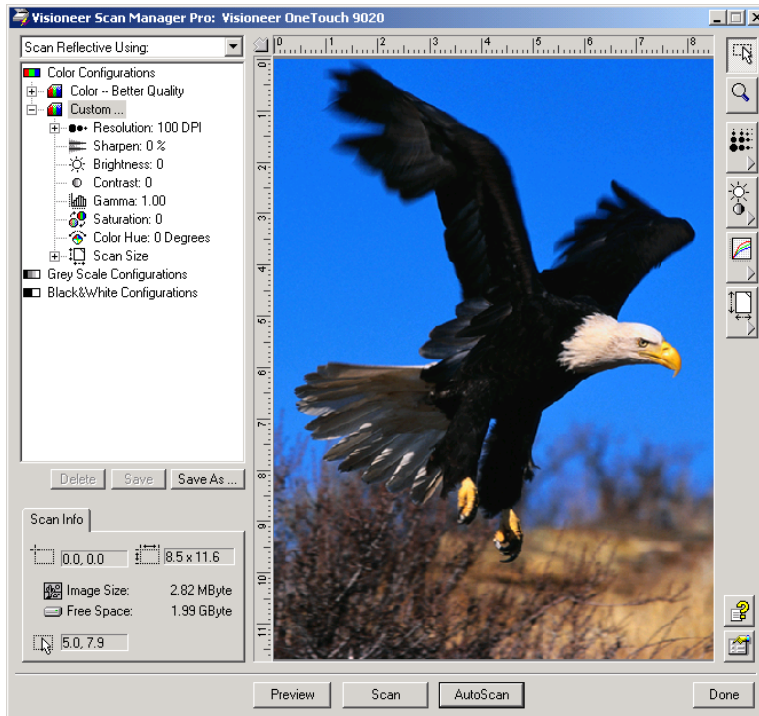 Visioneer Scan Manager Pro: Visioneer OneTouch 9020
Scan Reflective Using:
Color Configurations
Color -- Better Quality
Custom ...
Resolution: 100 DPI
Sharpen: 0 %
Brightness: 0
Contrast: 0
Gamma: 1.00
Saturation: 0
Color Hue: 0 Degrees
Scan Size
Grey Scale Configurations
Black&White Configurations
Delete Save Save As ...
Scan Info
0.0, 0.0 8.5 x 11.6
Image Size: 2.82 MByte
Free Space: 1.99 GByte
5.0, 7.9
0 1 2 3 4 5 6 7 8
0
1
2
3
4
5
6
7
8
9
10
11
Preview Scan AutoScan Done